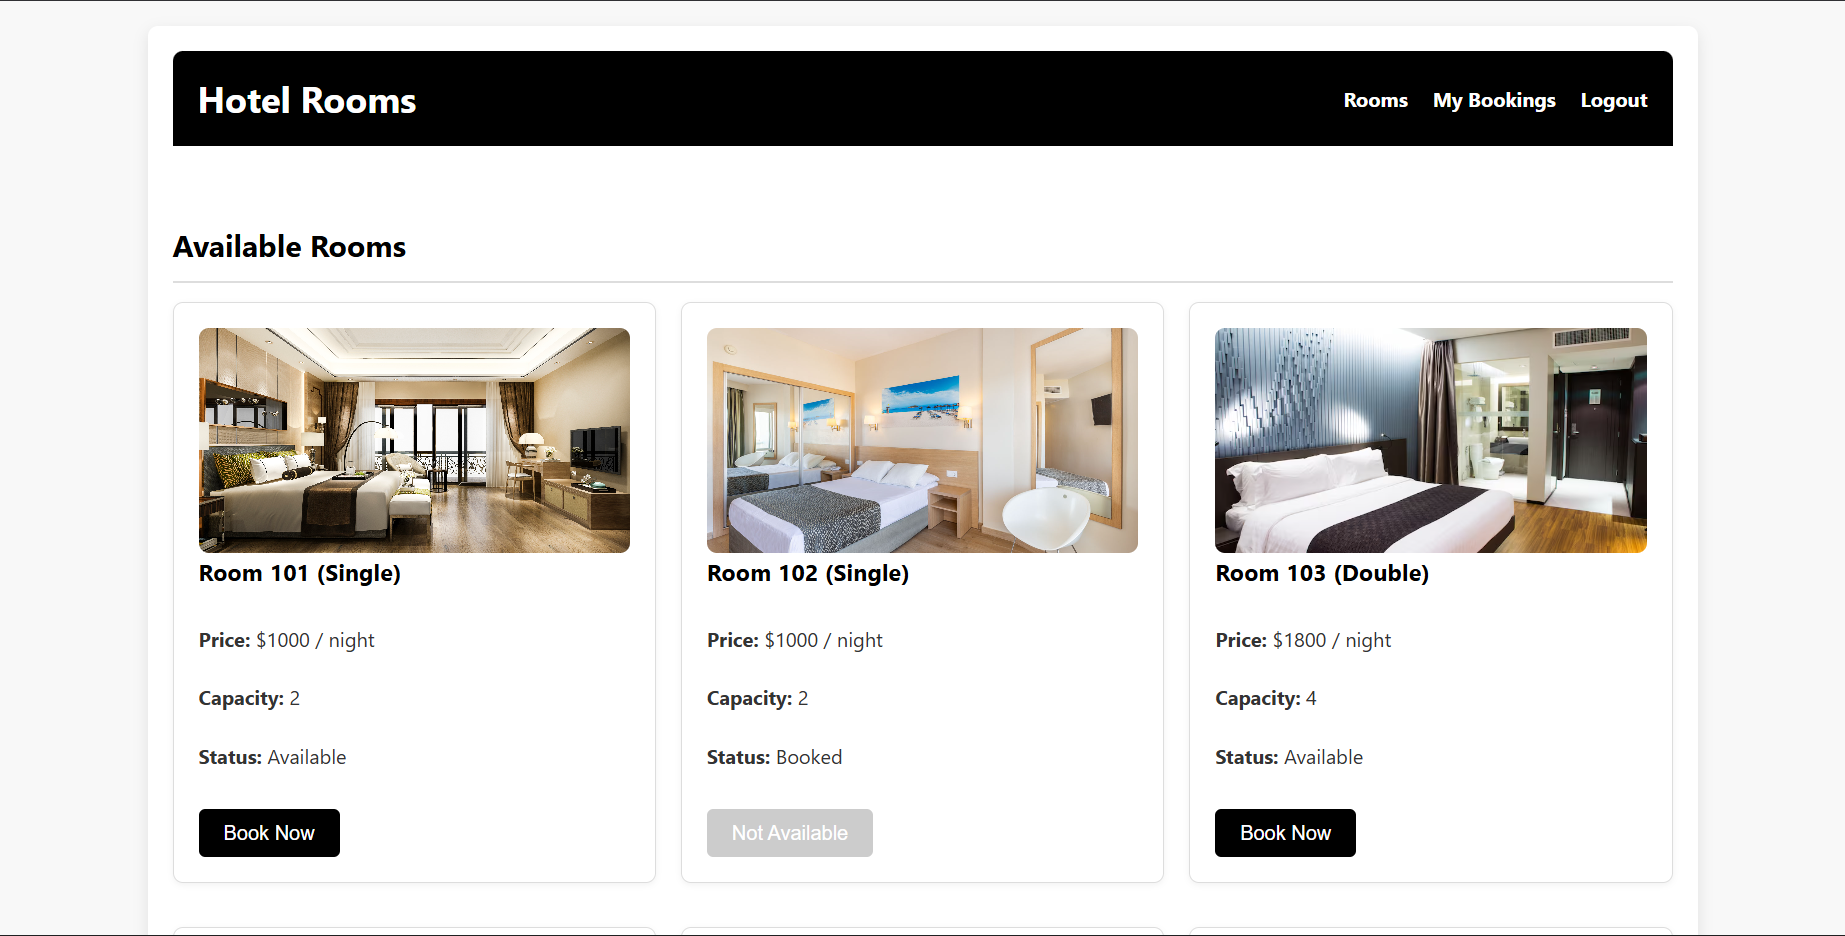 Hotel Rooms
Rooms My Bookings Logout
Available Rooms
Room 101 (Single)
Price: $1000 / night
Capacity: 2
Status: Available
Book Now
Room 102 (Single)
Price: $1000 / night
Capacity: 2
Status: Booked
Not Available
Room 103 (Double)
Price: $1800 / night
Capacity: 4
Status: Available
Book Now